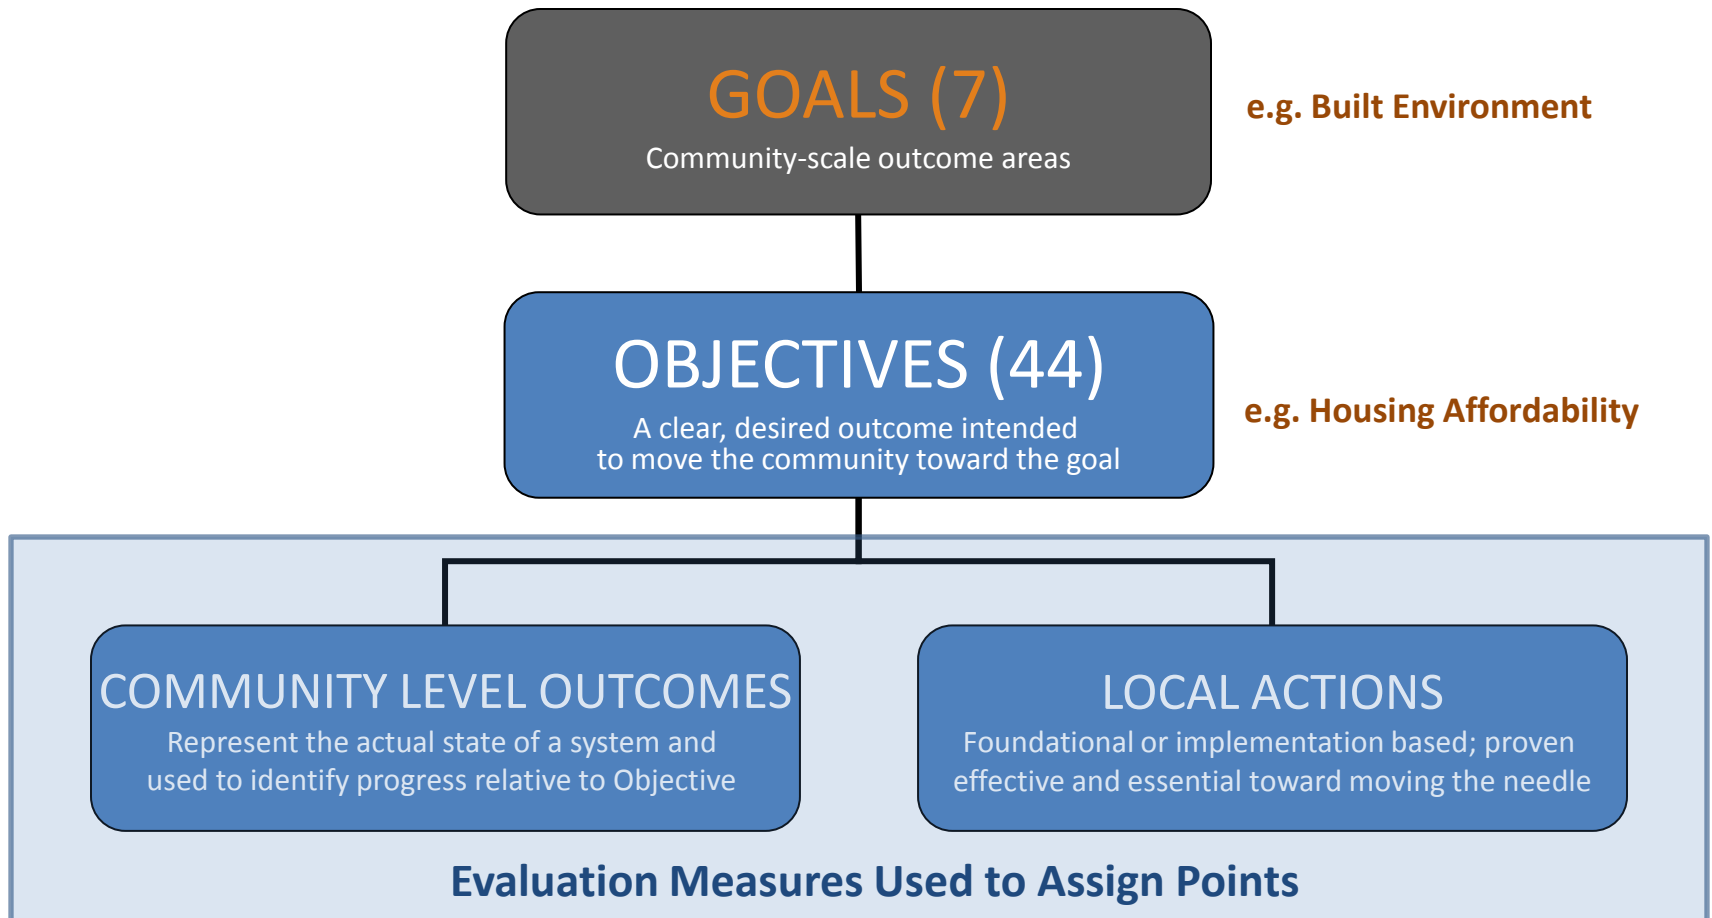 GOALS (7)
Community-scale outcome areas
e.g. Built Environment
OBJECTIVES (44)
A clear, desired outcome intended
to move the community toward the goal
e.g. Housing Affordability
COMMUNITY LEVEL OUTCOMES
Represent the actual state of a system and
used to identify progress relative to Objective
LOCAL ACTIONS
Foundational or implementation based; proven
effective and essential toward moving the needle
Evaluation Measures Used to Assign Points